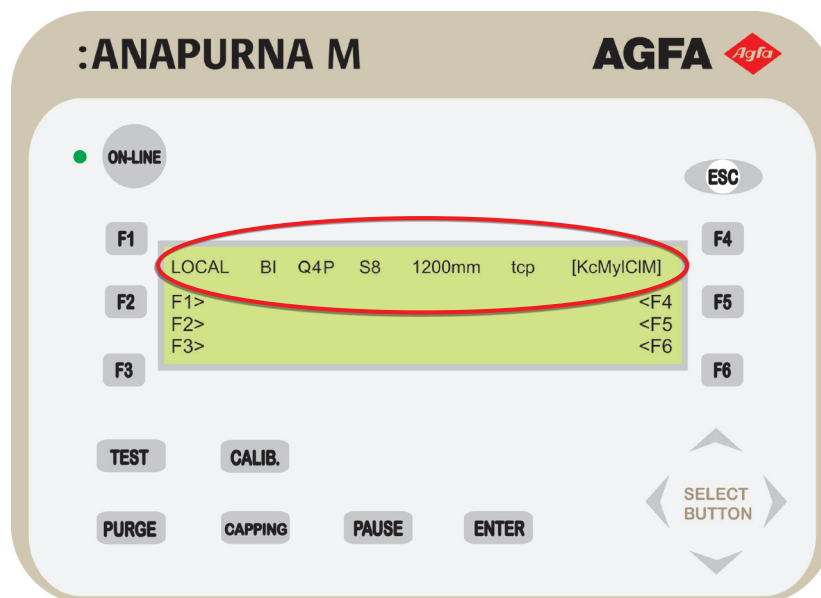 :ANAPURNA M
AGFA Agfa
ON-LINE
ESC
F1
F4
LOCAL BI Q4P S8 1200mm tcp [KcMylClM]
F2
F1> <F4
F5
F2> <F5
F3> <F6
F3
F6
TEST CALIB.
SELECT
BUTTON
PURGE CAPPING PAUSE ENTER